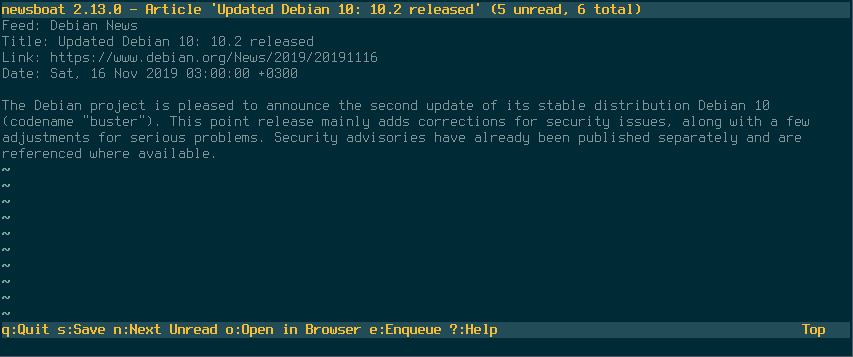 newsboat 2.13.0 - Article 'Updated Debian 10: 10.2 released' (5 unread, 6 total)
Feed: Debian News
Title: Updated Debian 10: 10.2 released
Link: https://www.debian.org/News/2019/20191116
Date: Sat, 16 Nov 2019 03:00:00 +0300
The Debian project is pleased to announce the second update of its stable distribution Debian 10
(codename "buster"). This point release mainly adds corrections for security issues, along with a few
adjustments for serious problems. Security advisories have already been published separately and are
referenced where available.
~
~
~
~
~
~
~
~
~
~
q:Quit s:Save n:Next Unread o:Open in Browser e:Enqueue ?:Help Top